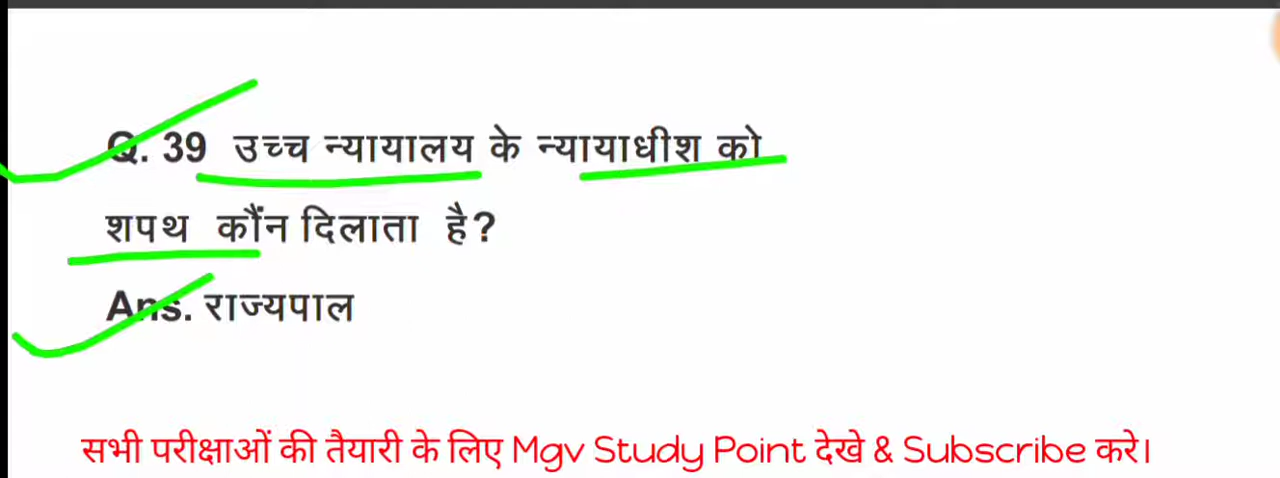 Q. 39 उच्च न्यायालय के न्यायाधीश को
शपथ कौंन दिलाता है?
Ans. राज्यपाल
सभी परीक्षाओं की तैयारी के लिए Mgv Study Point देखे & Subscribe करे।